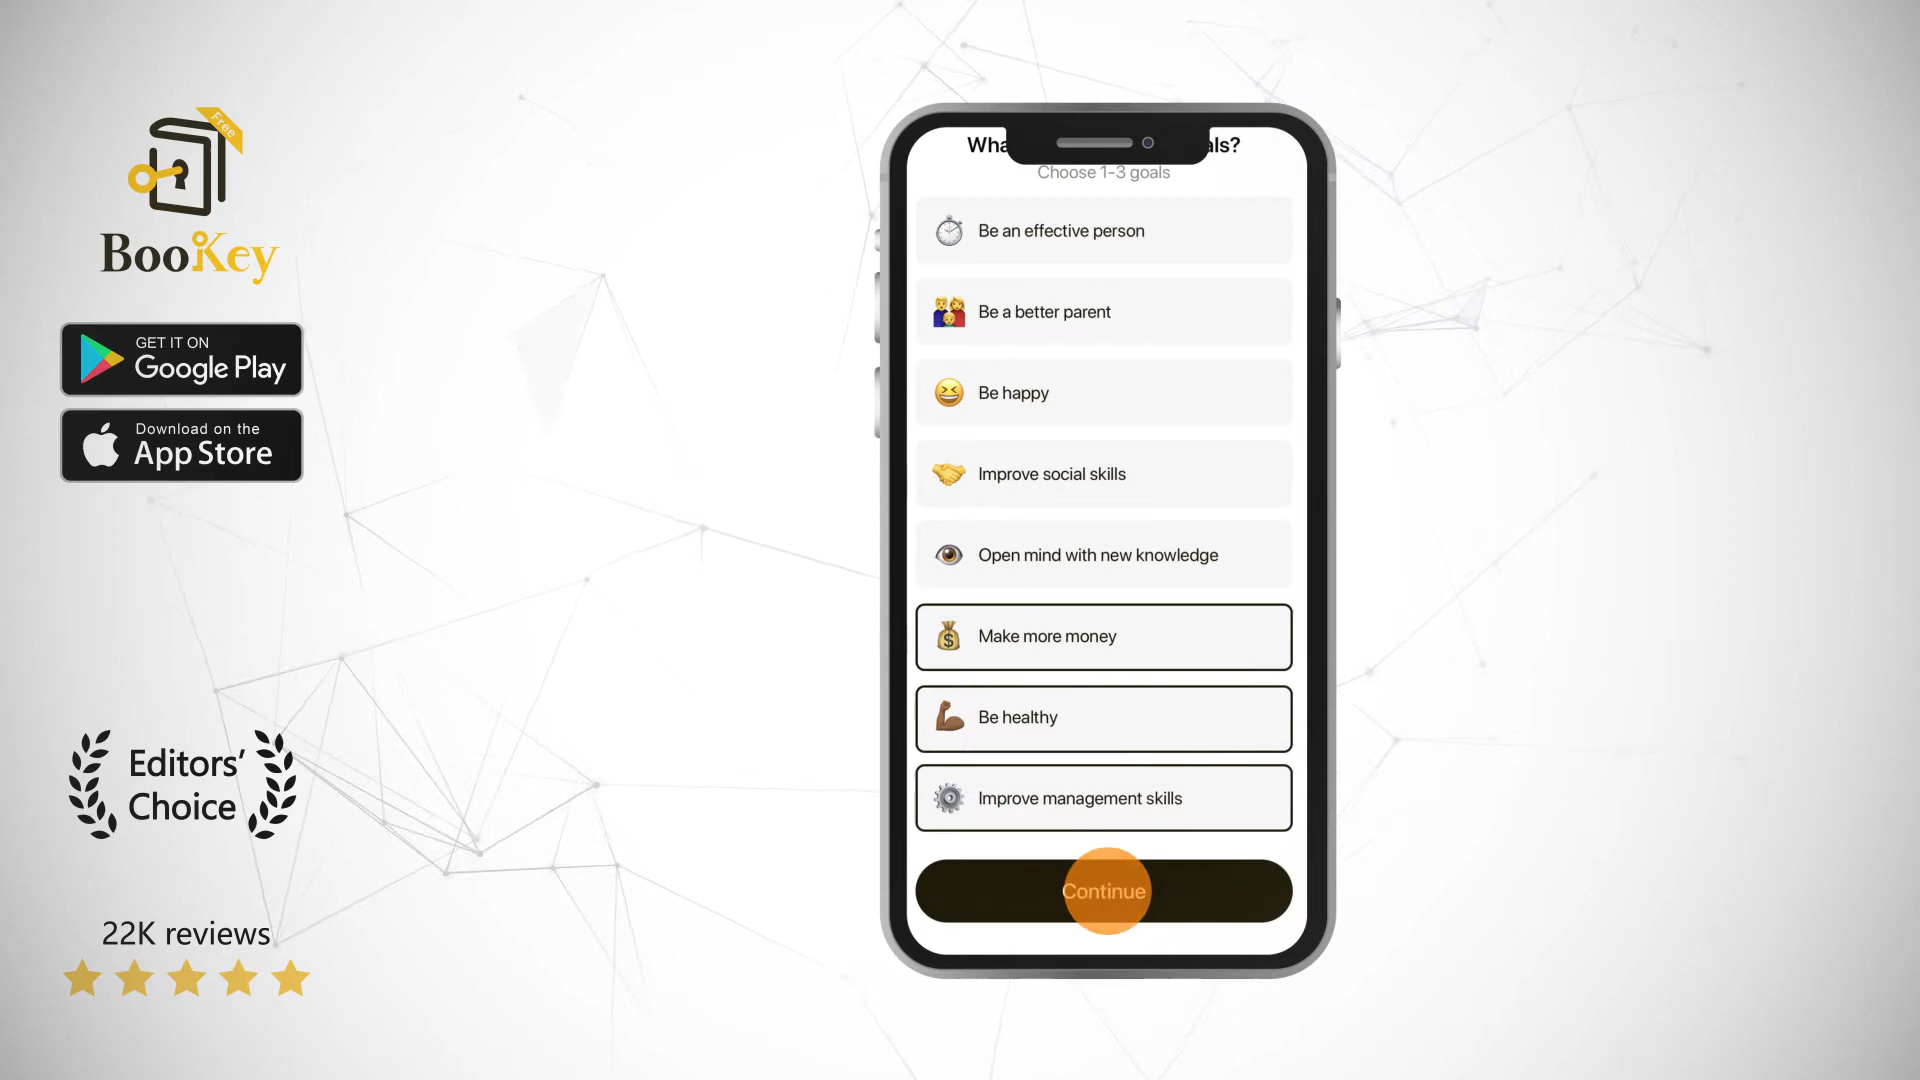 Free
BooKey
GET IT ON
Google Play
Download on the
App Store
Editors’
Choice
22K reviews
Wha als?
Choose 1-3 goals
Be an effective person
Be a better parent
Be happy
Improve social skills
Open mind with new knowledge
Make more money
Be healthy
Improve management skills
Continue